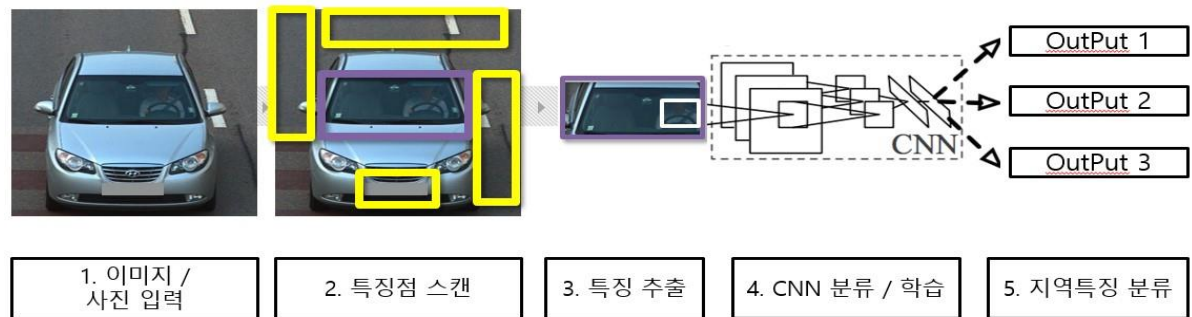 OutPut 1
OutPut 2
OutPut 3
CNN
1. 이미지 /
사진 입력
2. 특징점 스캔
3. 특징 추출
4. CNN 분류 / 학습
5. 지역특징 분류